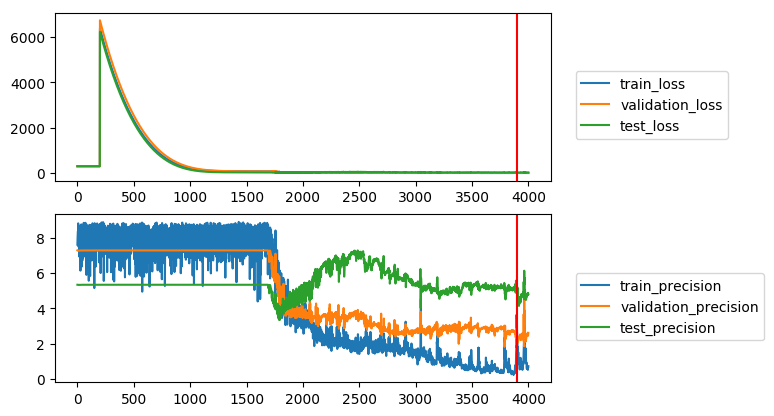 6000
4000
2000
0
0 500 1000 1500 2000 2500 3000 3500 4000
train_loss
validation_loss
test_loss
8
6
4
2
0
0 500 1000 1500 2000 2500 3000 3500 4000
train_precision
validation_precision
test_precision